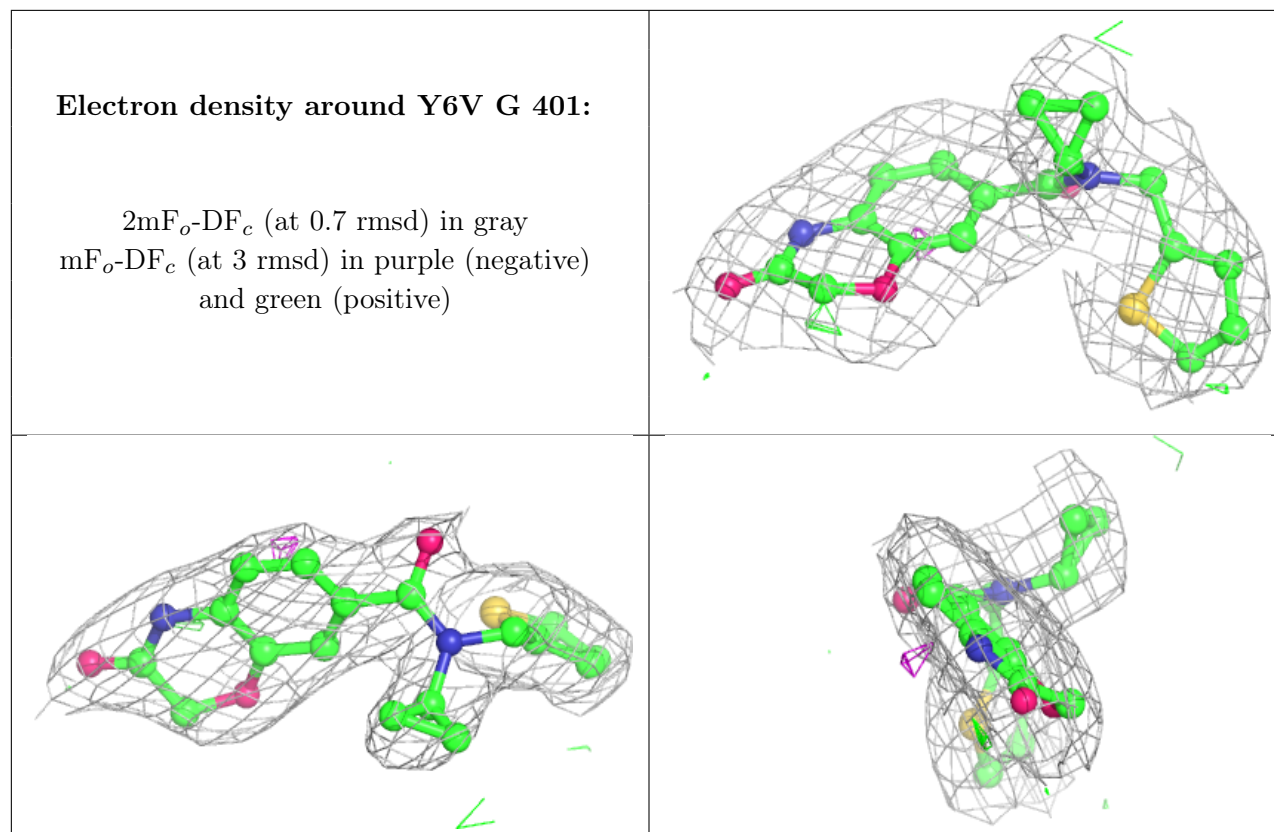 Electron density around Y6V G 401:
2mFo-DFc (at 0.7 rmsd) in gray
mFo-DFc (at 3 rmsd) in purple (negative)
and green (positive)